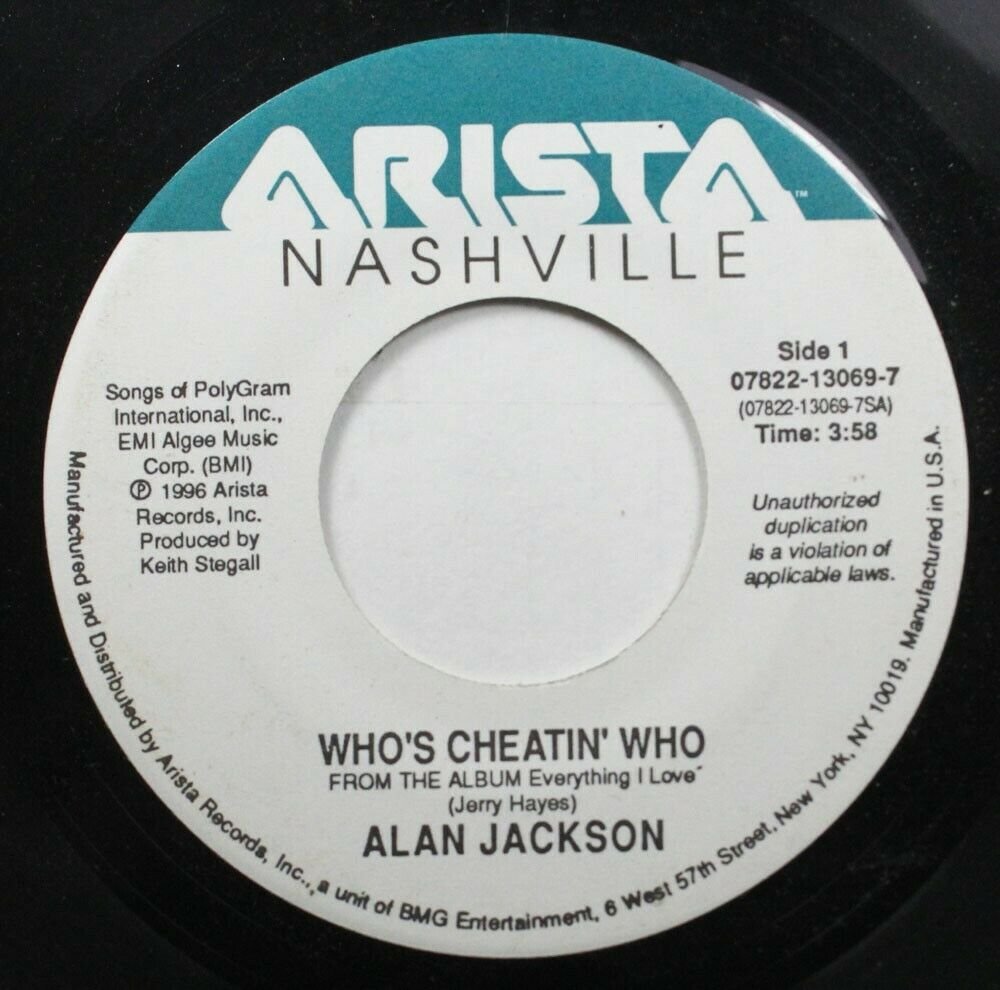 ARISTA™
NASHVILLE
Songs of PolyGram
International, Inc.,
EMI Algee Music
Corp. (BMI)
℗ 1996 Arista
Records, Inc.
Produced by
Keith Stegall
Side 1
07822-13069-7
(07822-13069-7SA)
Time: 3:58
Unauthorized
duplication
is a violation of
applicable laws.
WHO'S CHEATIN' WHO
FROM THE ALBUM Everything I Love
(Jerry Hayes)
ALAN JACKSON
Manufactured and Distributed by Arista Records, Inc., a unit of BMG Entertainment, 6 West 57th Street, New York, NY 10019. Manufactured in U.S.A.